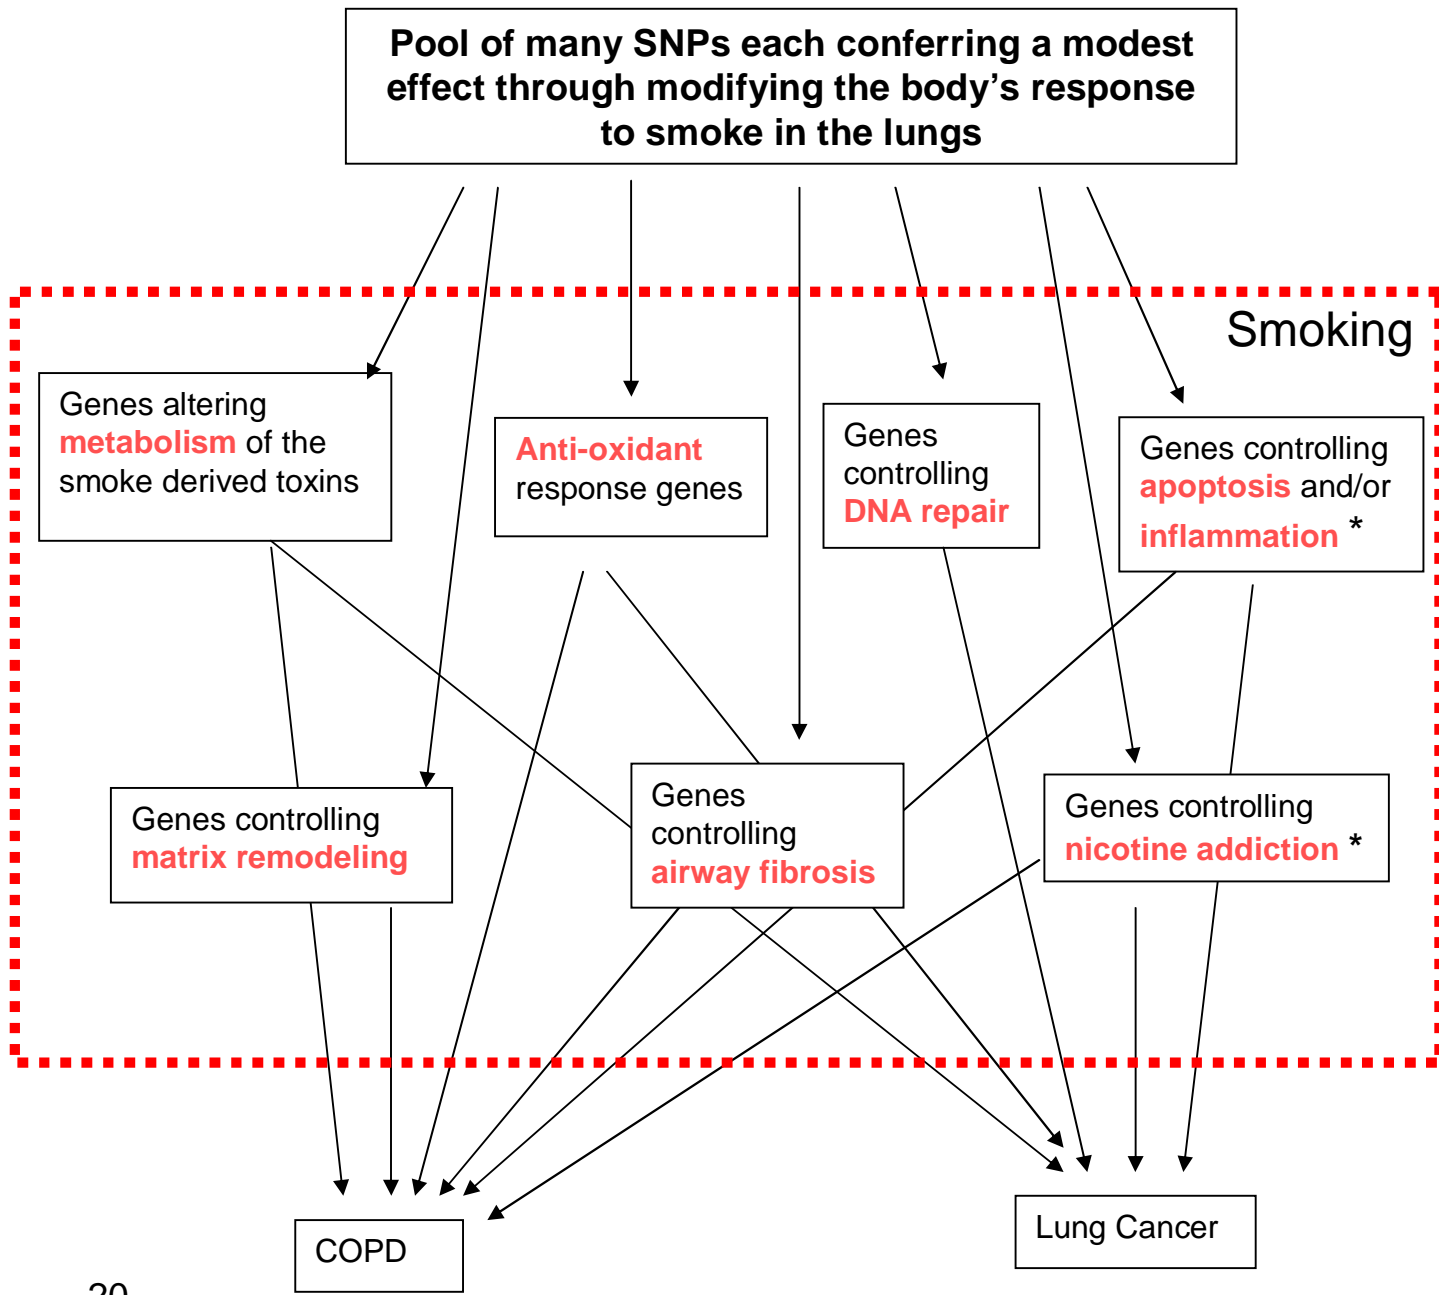 Pool of many SNPs each conferring a modest
effect through modifying the body’s response
to smoke in the lungs
Smoking
Genes altering
metabolism of the
smoke derived toxins
Anti-oxidant
response genes
Genes
controlling
DNA repair
Genes controlling
apoptosis and/or
inflammation *
Genes controlling
matrix remodeling
Genes
controlling
airway fibrosis
Genes controlling
nicotine addiction *
COPD
Lung Cancer
20